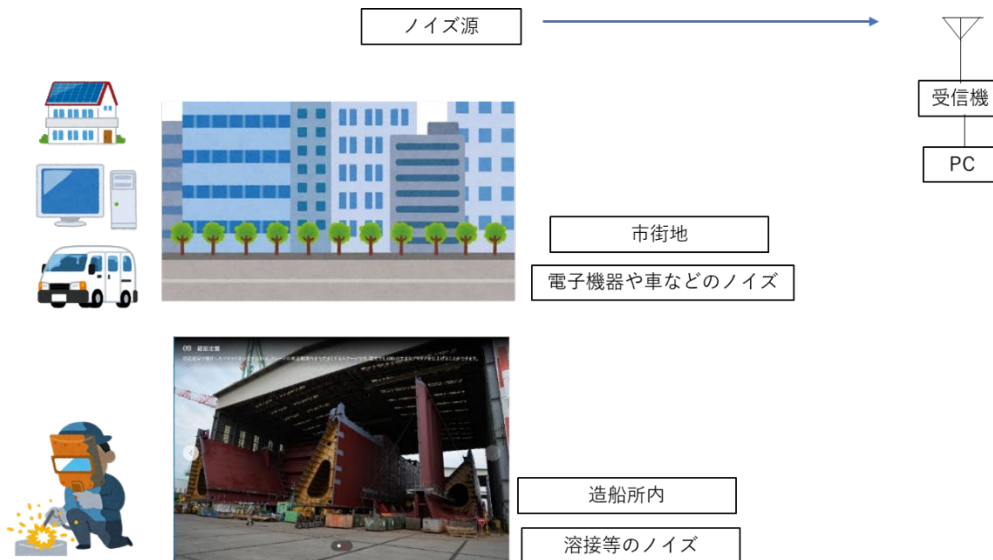 ノイズ源
受信機
PC
市街地
電子機器や車などのノイズ
造船所内
溶接等のノイズ